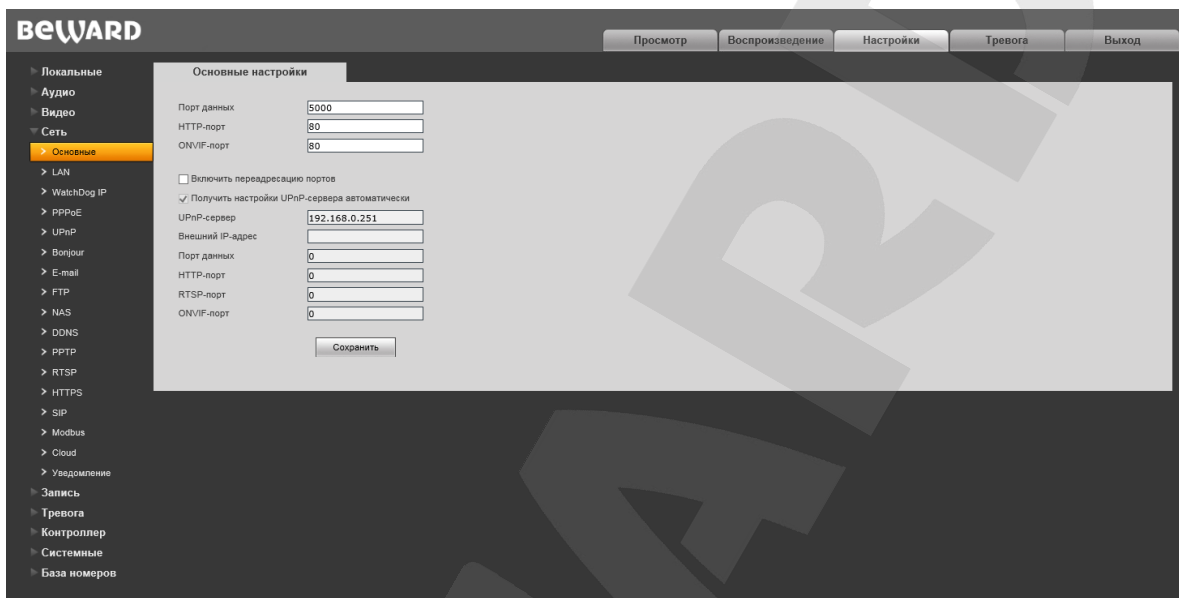 BEWARD
Просмотр
Воспроизведение
Настройки
Тревога
Выход
Локальные
Аудио
Видео
Сеть
Основные
LAN
WatchDog IP
PPPoE
UPnP
Bonjour
E-mail
FTP
NAS
DDNS
PPTP
RTSP
HTTPS
SIP
Modbus
Cloud
Уведомление
Запись
Тревога
Контроллер
Системные
База номеров
Основные настройки
Порт данных 5000
HTTP-порт 80
ONVIF-порт 80
Включить переадресацию портов
Получить настройки UPnP-сервера автоматически
UPnP-сервер 192.168.0.251
Внешний IP-адрес
Порт данных 0
HTTP-порт 0
RTSP-порт 0
ONVIF-порт 0
Сохранить